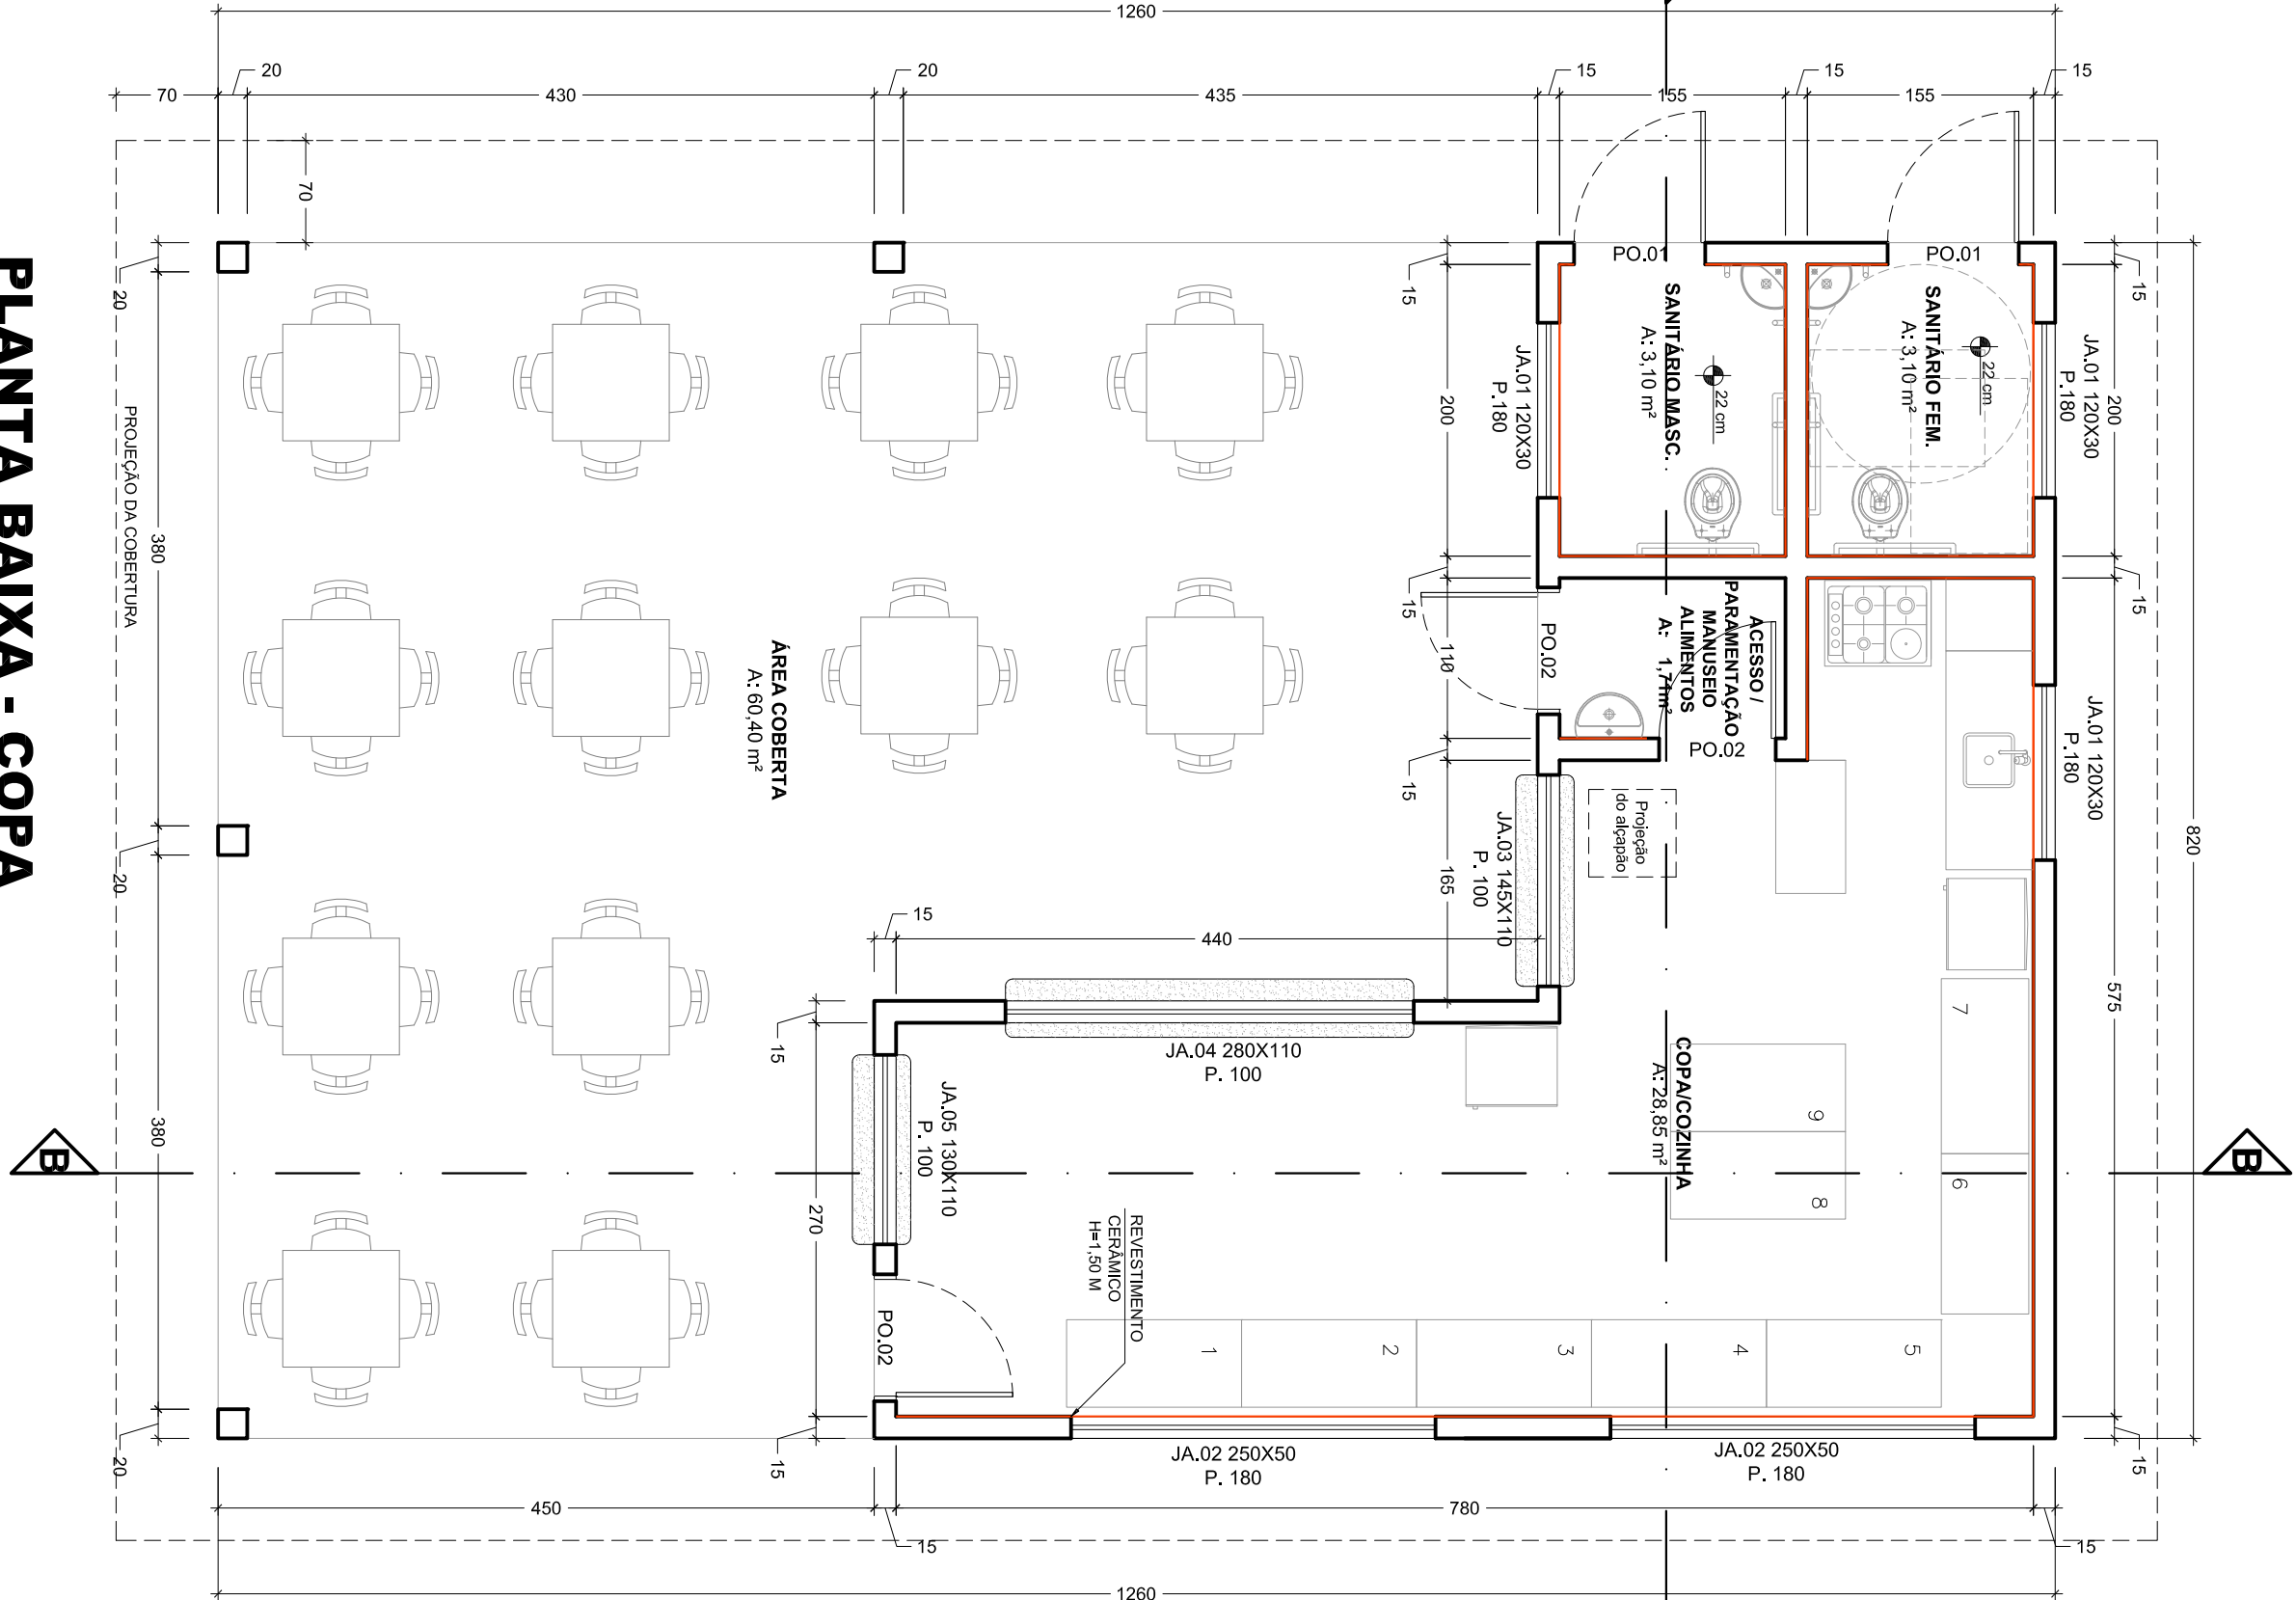 1260
20
20
15
15
15
70
430
435
155
155
70
PO.01
PO.01
20
15
15
SANITÁRIO MASC.
A: 3,10 m²
22 cm
SANITÁRIO FEM.
A: 3,10 m²
22 cm
JA.01 120X30
P.180
JA.01 120X30
P.180
200
200
820
PLANTA BAIXA - COPA
PROJEÇÃO DA COBERTURA
380
15
15
ÁREA COBERTA
A: 60,40 m²
110
PO.02
ACESSO /
PARAMENTAÇÃO
MANUSEIO
ALIMENTOS
A: 1,71m²
PO.02
JA.01 120X30
P.180
15
Projeção
do alçapão
JA.03 145X110
P. 100
165
20
15
440
575
7
15
JA.04 280X110
P. 100
COPA/COZINHA
A: 28,85 m²
9
8
6
380
B
B
JA.05 130X110
P. 100
270
REVESTIMENTO
CERÂMICO
H=1,50 M
PO.02
1
2
3
4
5
20
15
JA.02 250X50
P. 180
JA.02 250X50
P. 180
15
450
780
15
15
1260